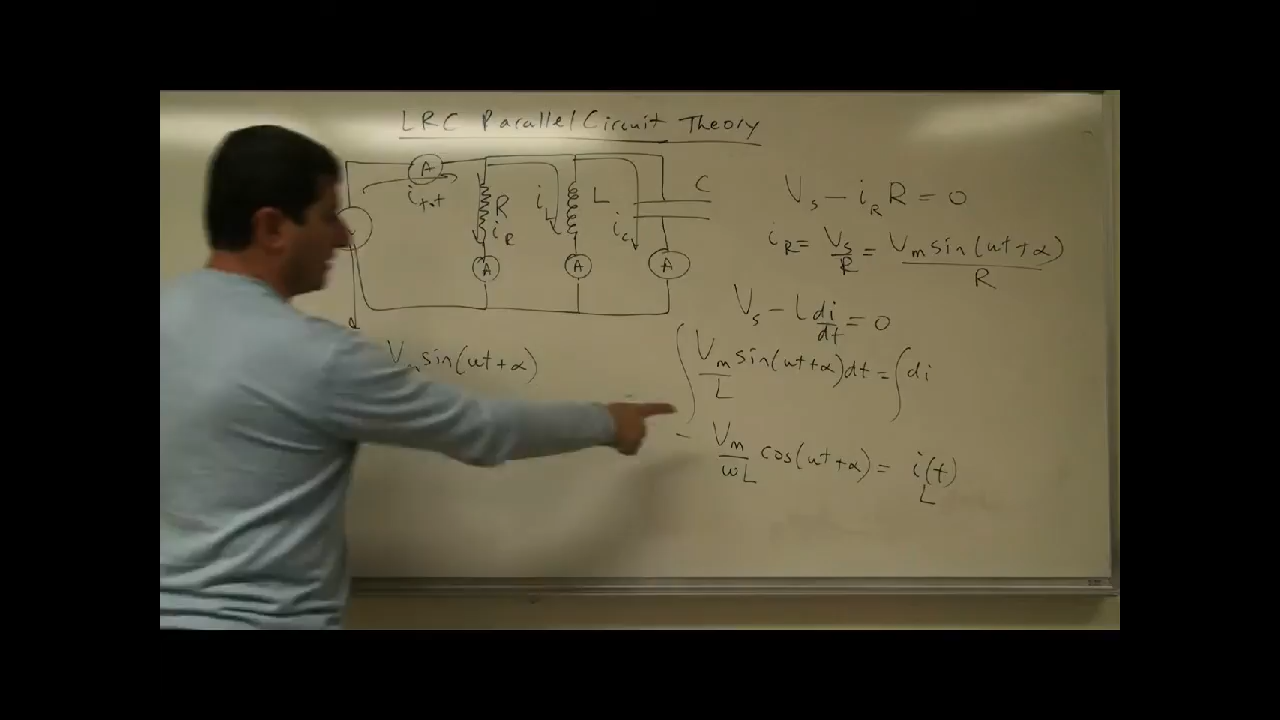 LRC Parallel Circuit Theory
A
i_tot
R
i_R
i_L
L
i_C
C
A
A
A
V_m sin(ωt+α)
V_s - i_R R = 0
i_R = V_s/R = V_m sin(ωt+α)/R
V_s - L di/dt = 0
∫ V_m/L sin(ωt+α)dt = ∫ di
- V_m/ωL cos(ωt+α) = i_L(t)